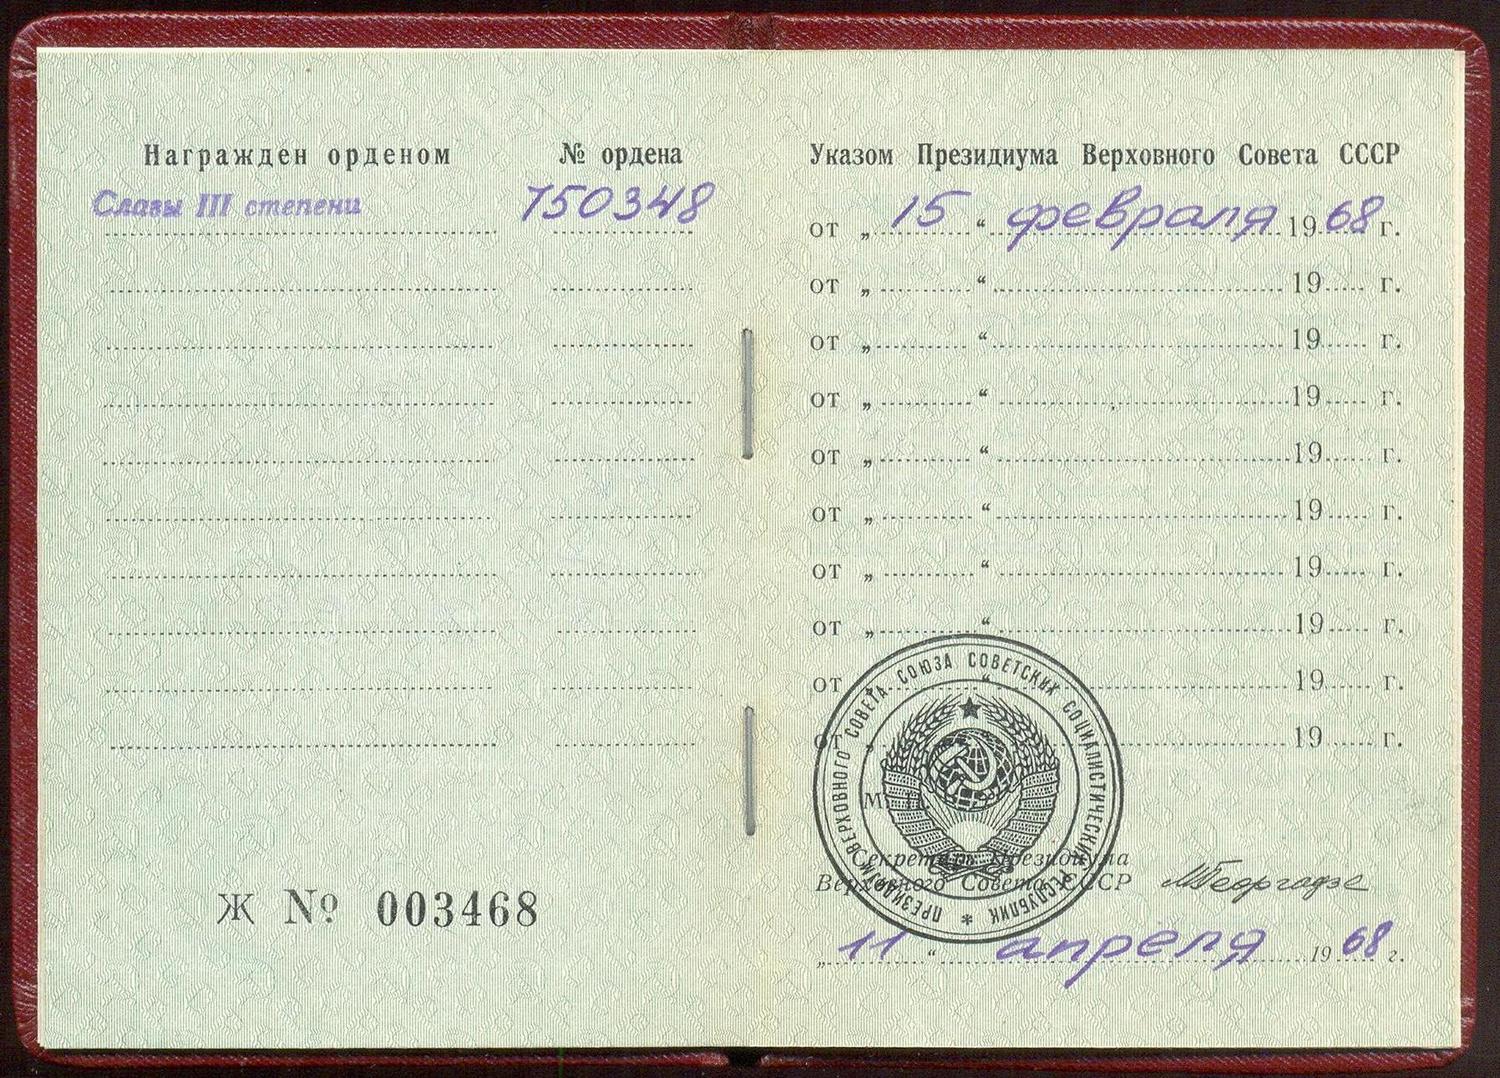 Награжден орденом
№ ордена
Славы III степени
750348
Ж № 003468
Указом Президиума Верховного Совета СССР
от „ 15 “ февраля 1968 г.
от „ “ 19 г.
от „ “ 19 г.
от „ “ 19 г.
от „ “ 19 г.
от „ “ 19 г.
от „ “ 19 г.
от „ “ 19 г.
от „ “ 19 г.
от „ “ 19 г.
М. П.
ПРЕЗИДИУМ ВЕРХОВНОГО СОВЕТА СОЮЗА СОВЕТСКИХ СОЦИАЛИСТИЧЕСКИХ РЕСПУБЛИК *
Секретарь Президиума
Верховного Совета СССР
МГеоргадзе
„ 11 “ апреля 1968 г.